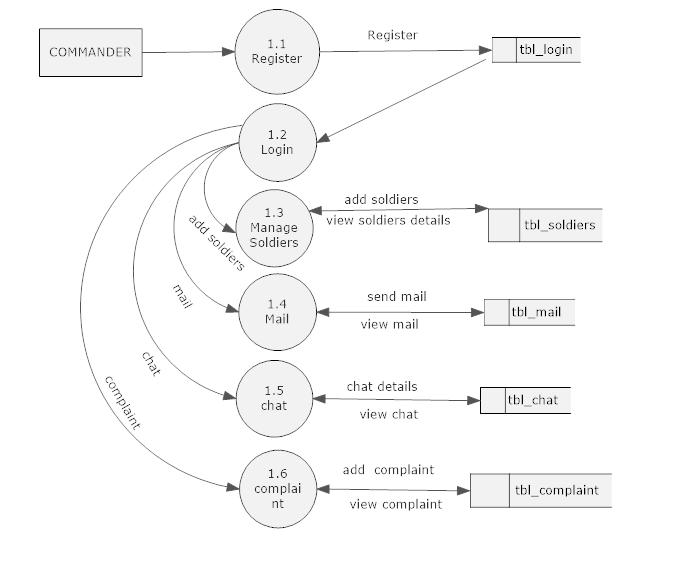 COMMANDER
1.1
Register
Register
tbl_login
1.2
Login
1.3
Manage
Soldiers
add soldiers
view soldiers details
tbl_soldiers
add soldiers
1.4
Mail
send mail
view mail
tbl_mail
mail
1.5
chat
chat details
view chat
tbl_chat
chat
1.6
complai
nt
add  complaint
view complaint
tbl_complaint
complaint